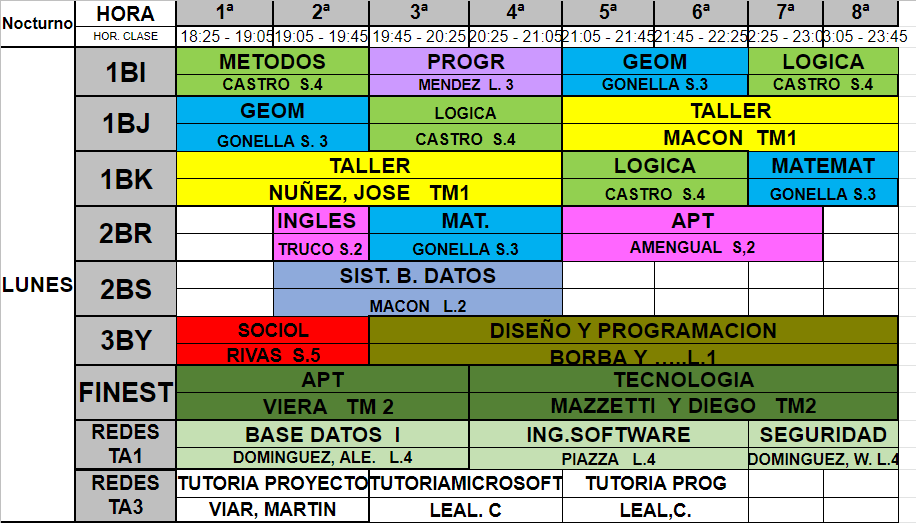 Nocturno HORA 1ª 2ª 3ª 4ª 5ª 6ª 7ª 8ª
HOR. CLASE 18:25 - 19:05 19:05 - 19:45 19:45 - 20:25 20:25 - 21:05 21:05 - 21:45 21:45 - 22:25 2:25 - 23:0 3:05 - 23:45
LUNES
1BI METODOS PROGR GEOM LOGICA
CASTRO S.4 MENDEZ L. 3 GONELLA S.3 CASTRO S.4
1BJ GEOM LOGICA TALLER
GONELLA S. 3 CASTRO S.4 MACON TM1
1BK TALLER LOGICA MATEMAT
NUÑEZ, JOSE TM1 CASTRO S.4 GONELLA S.3
2BR INGLES MAT. APT
TRUCO S.2 GONELLA S.3 AMENGUAL S,2
2BS SIST. B. DATOS
MACON L.2
3BY SOCIOL DISEÑO Y PROGRAMACION
RIVAS S.5 BORBA Y .....L.1
FINEST APT TECNOLOGIA
VIERA TM 2 MAZZETTI Y DIEGO TM2
REDES BASE DATOS I ING.SOFTWARE SEGURIDAD
TA1 DOMINGUEZ, ALE. L.4 PIAZZA L.4 DOMINGUEZ, W. L.4
REDES TUTORIA PROYECTO TUTORIAMICROSOFT TUTORIA PROG
TA3 VIAR, MARTIN LEAL. C LEAL,C.